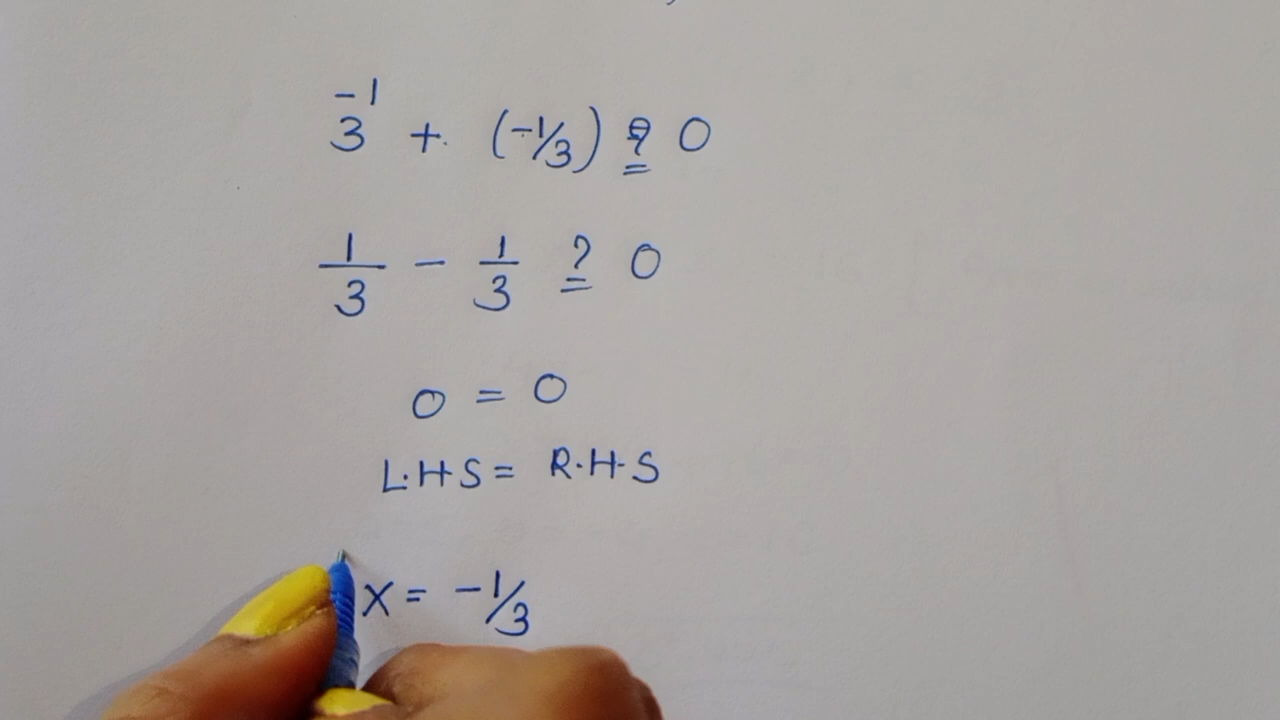 3⁻¹ + (-1/3) ≟ 0
1/3 - 1/3 ≟ 0
0 = 0
L.H.S = R.H.S
X = -1/3